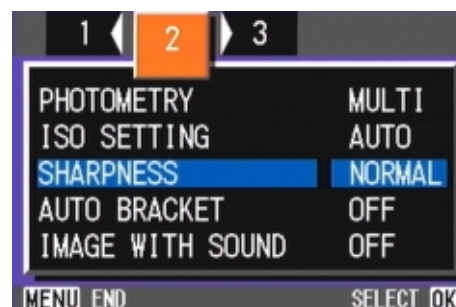 1 2 3
PHOTOMETRY MULTI
ISO SETTING AUTO
SHARPNESS NORMAL
AUTO BRACKET OFF
IMAGE WITH SOUND OFF
MENU END SELECT OK